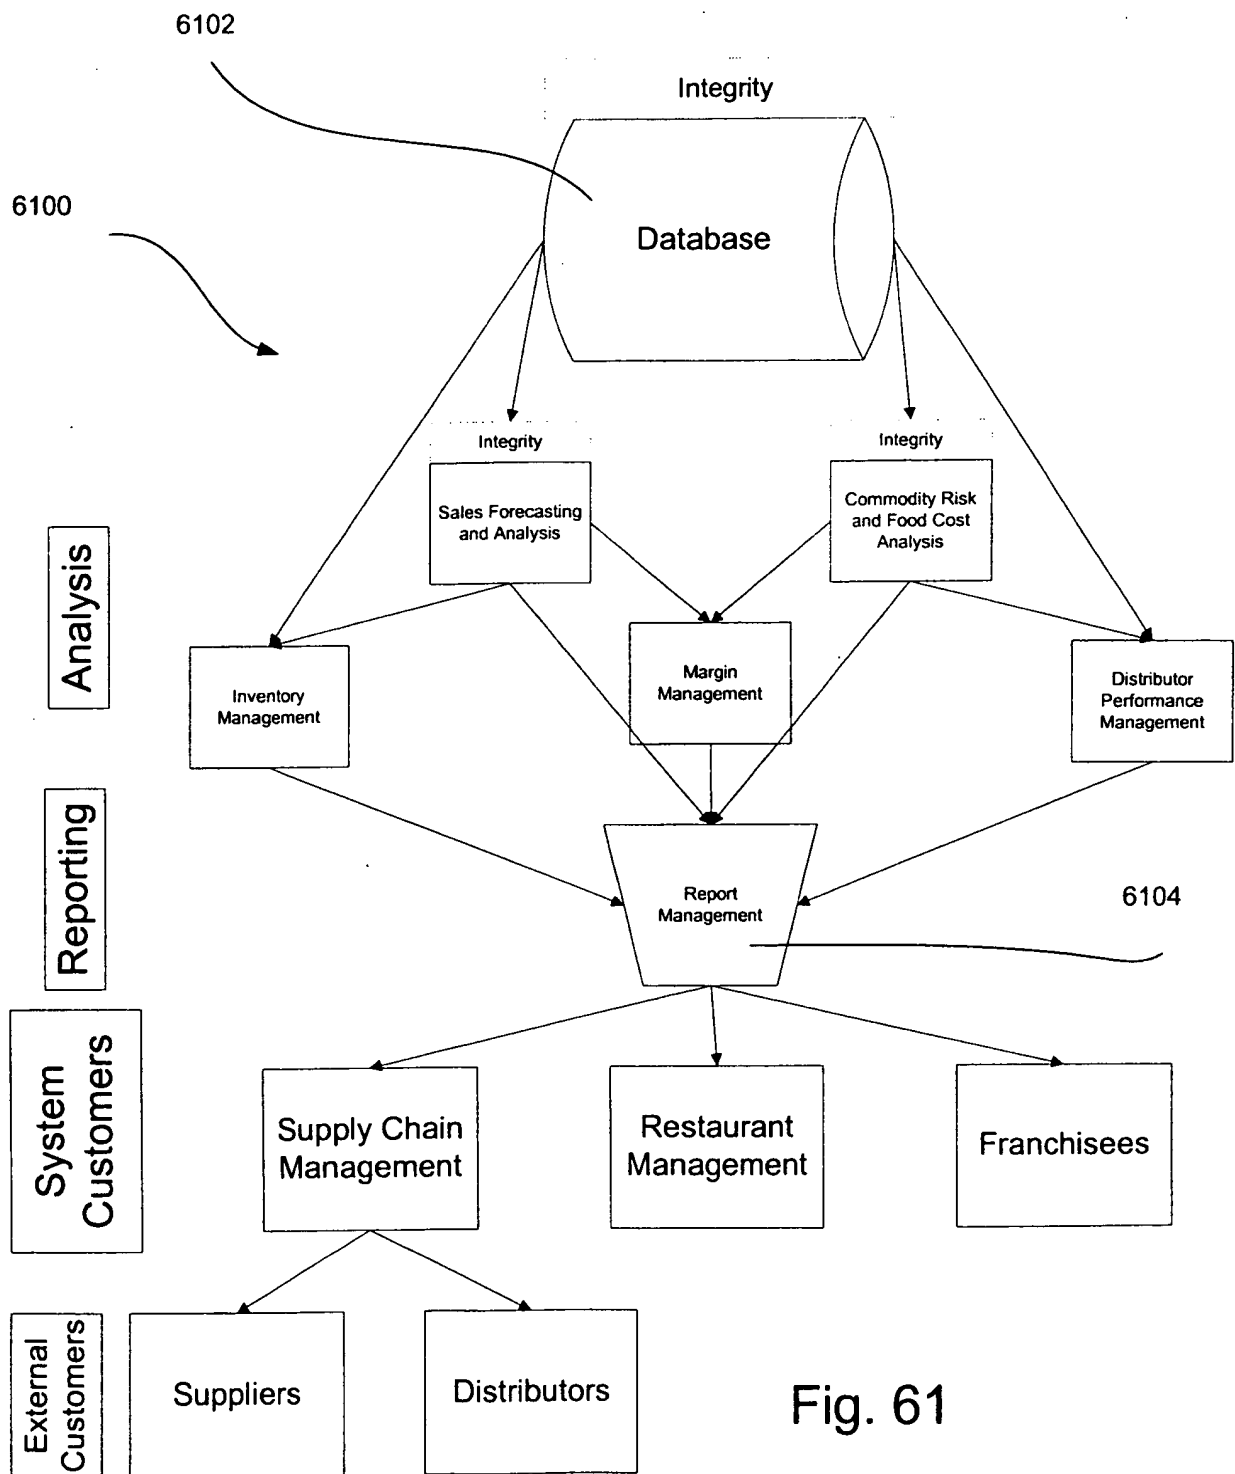 6102
Integrity
6100
Database
Integrity
Integrity
Sales Forecasting
and Analysis
Commodity Risk
and Food Cost
Analysis
Analysis
Inventory
Management
Margin
Management
Distributor
Performance
Management
Reporting
Report
Management
6104
System
Customers
Supply Chain
Management
Restaurant
Management
Franchisees
External
Customers
Suppliers
Distributors
Fig. 61